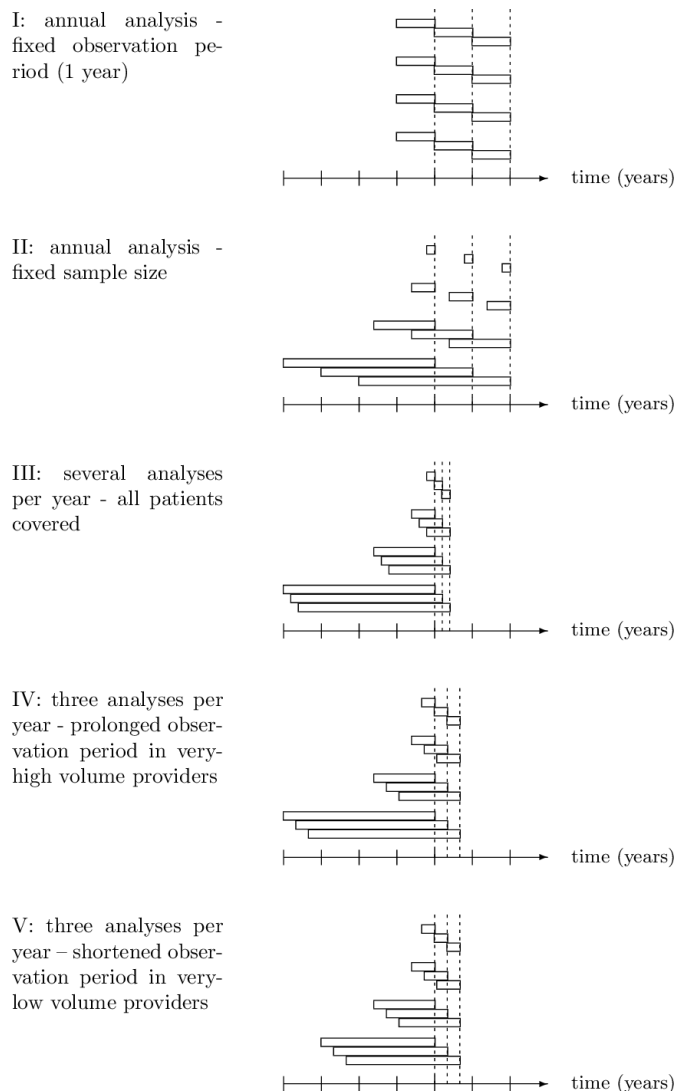 I: annual analysis -
fixed observation pe-
riod (1 year)
time (years)
II: annual analysis -
fixed sample size
time (years)
III: several analyses
per year - all patients
covered
time (years)
IV: three analyses per
year - prolonged obser-
vation period in very-
high volume providers
time (years)
V: three analyses per
year – shortened obser-
vation period in very-
low volume providers
time (years)